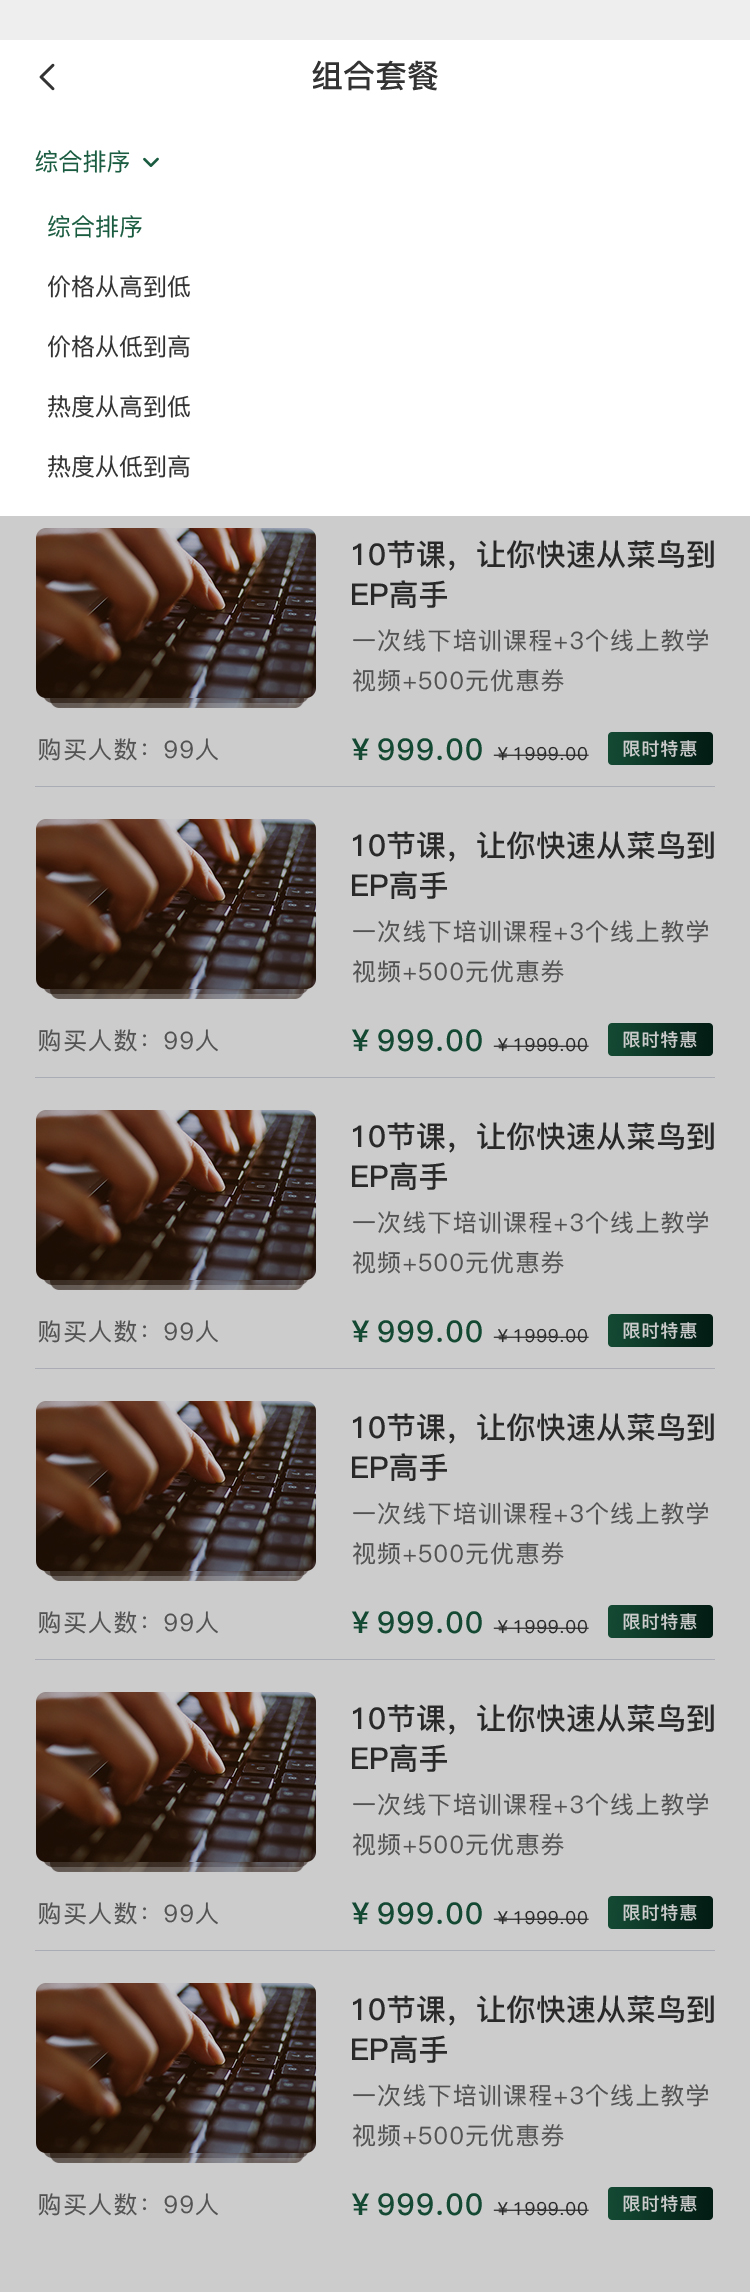 组合套餐
综合排序
综合排序
价格从高到低
价格从低到高
热度从高到低
热度从低到高
10节课，让你快速从菜鸟到
EP高手
一次线下培训课程+3个线上教学
视频+500元优惠券
购买人数：99人
¥ 999.00 ¥ 1999.00 限时特惠
10节课，让你快速从菜鸟到
EP高手
一次线下培训课程+3个线上教学
视频+500元优惠券
购买人数：99人
¥ 999.00 ¥ 1999.00 限时特惠
10节课，让你快速从菜鸟到
EP高手
一次线下培训课程+3个线上教学
视频+500元优惠券
购买人数：99人
¥ 999.00 ¥ 1999.00 限时特惠
10节课，让你快速从菜鸟到
EP高手
一次线下培训课程+3个线上教学
视频+500元优惠券
购买人数：99人
¥ 999.00 ¥ 1999.00 限时特惠
10节课，让你快速从菜鸟到
EP高手
一次线下培训课程+3个线上教学
视频+500元优惠券
购买人数：99人
¥ 999.00 ¥ 1999.00 限时特惠
10节课，让你快速从菜鸟到
EP高手
一次线下培训课程+3个线上教学
视频+500元优惠券
购买人数：99人
¥ 999.00 ¥ 1999.00 限时特惠